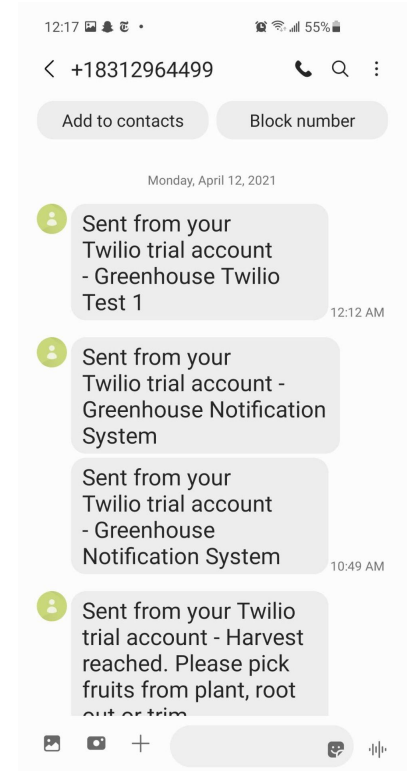 12:17 55%
+18312964499
Add to contacts Block number
Monday, April 12, 2021
Sent from your
Twilio trial account
- Greenhouse Twilio
Test 1
12:12 AM
Sent from your
Twilio trial account -
Greenhouse Notification
System
Sent from your
Twilio trial account
- Greenhouse
Notification System
10:49 AM
Sent from your Twilio
trial account - Harvest
reached. Please pick
fruits from plant, root
out or trim